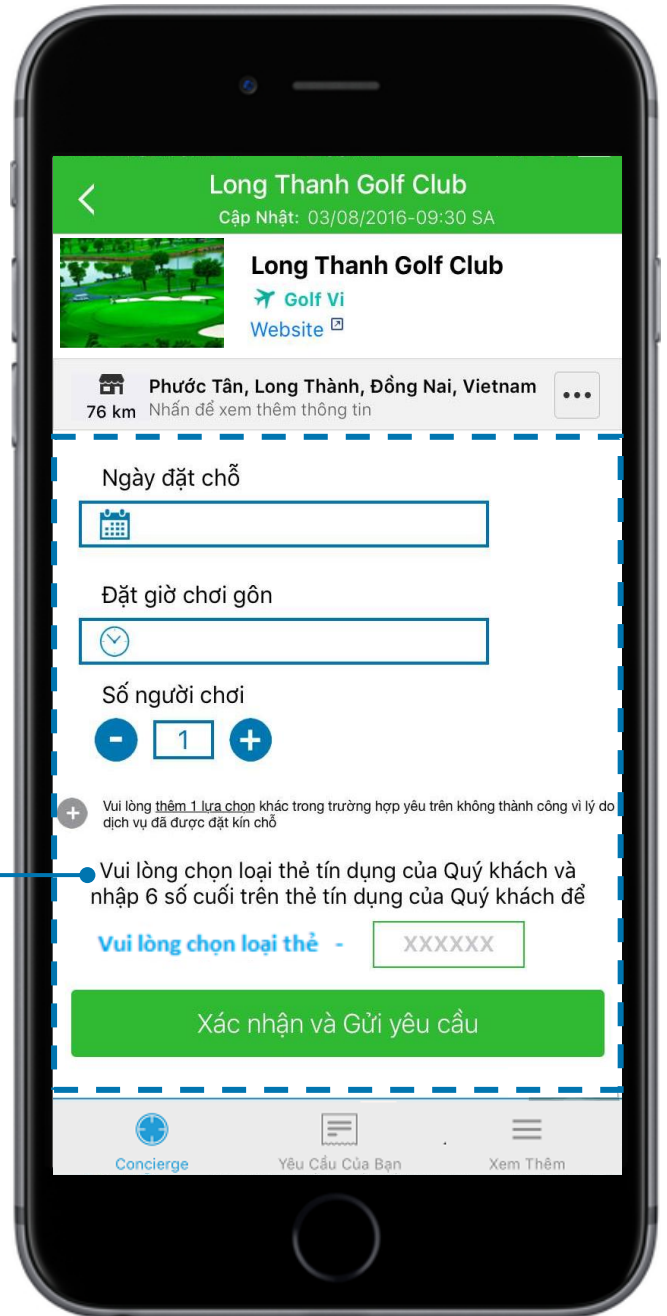 Long Thanh Golf Club
Cập Nhật: 03/08/2016-09:30 SA
Long Thanh Golf Club
Golf Vi
Website
Phước Tân, Long Thành, Đồng Nai, Vietnam
76 km Nhấn để xem thêm thông tin
Ngày đặt chỗ
Đặt giờ chơi gôn
Số người chơi
- 1 +
+ Vui lòng thêm 1 lựa chon khác trong trường hợp yêu trên không thành công vì lý do
dịch vụ đã được đặt kín chỗ
Vui lòng chọn loại thẻ tín dụng của Quý khách và
nhập 6 số cuối trên thẻ tín dụng của Quý khách để
Vui lòng chọn loại thẻ - XXXXXX
Xác nhận và Gửi yêu cầu
Concierge Yêu Cầu Của Bạn Xem Thêm